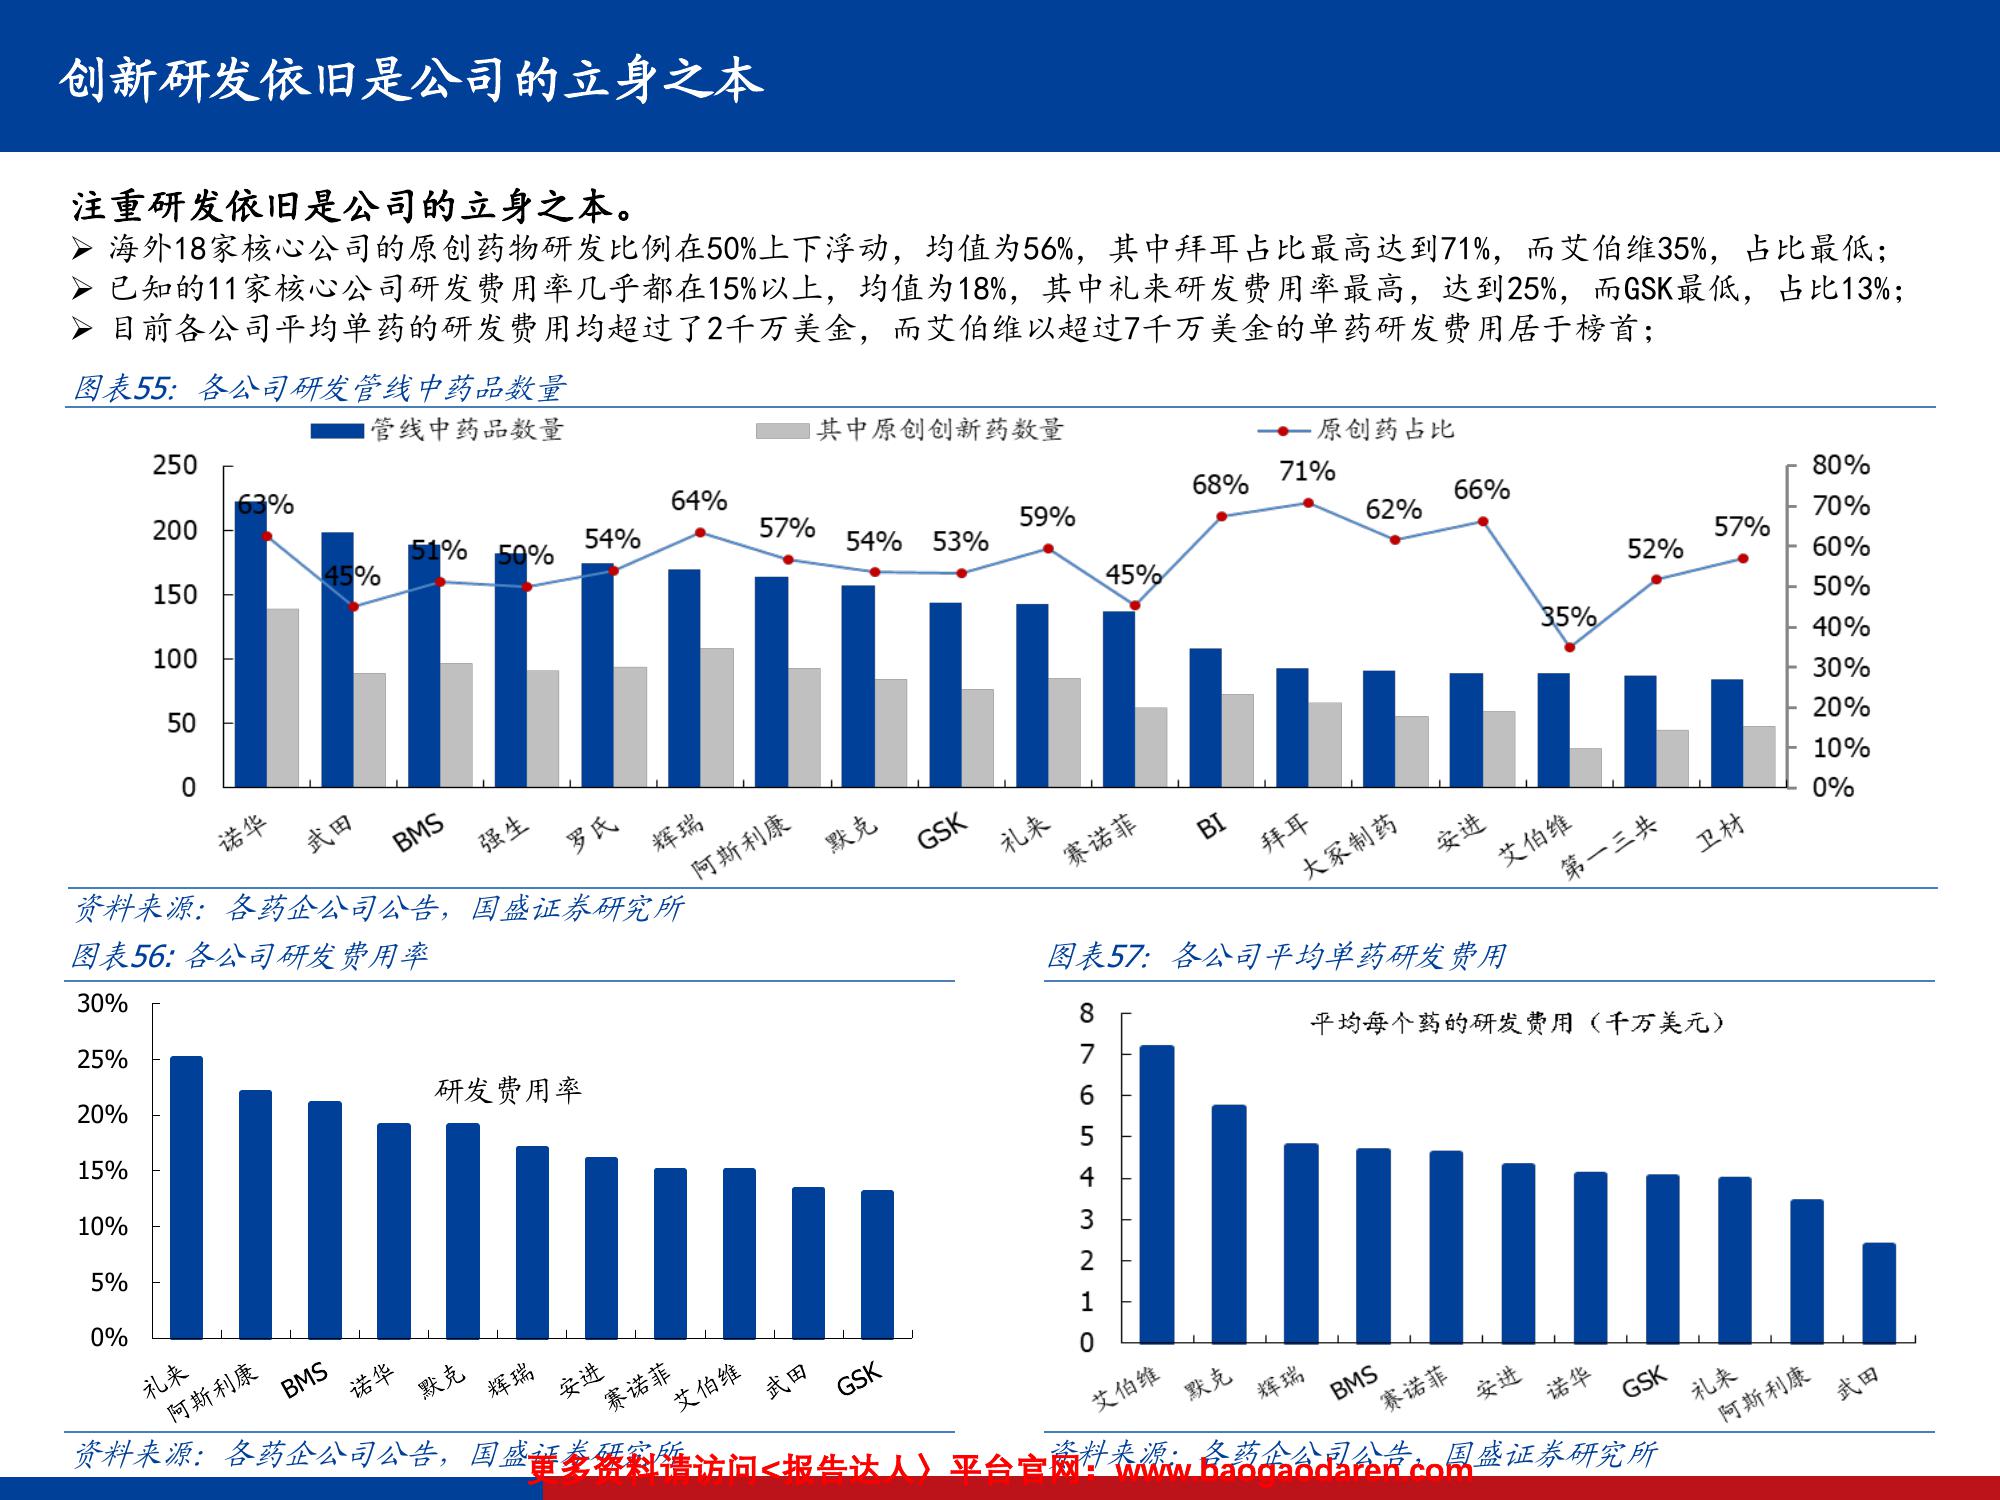 创新研发依旧是公司的立身之本
注重研发依旧是公司的立身之本。
➢ 海外18家核心公司的原创药物研发比例在50%上下浮动，均值为56%，其中拜耳占比最高达到71%，而艾伯维35%，占比最低；
➢ 已知的11家核心公司研发费用率几乎都在15%以上，均值为18%，其中礼来研发费用率最高，达到25%，而GSK最低，占比13%；
➢ 目前各公司平均单药的研发费用均超过了2千万美金，而艾伯维以超过7千万美金的单药研发费用居于榜首；
图表55：各公司研发管线中药品数量
管线中药品数量 其中原创创新药数量 原创药占比
250
200
150
100
50
0
63% 45% 51% 50% 54% 64% 57% 54% 53% 59% 45% 68% 71% 62% 66% 35% 52% 57%
80%
70%
60%
50%
40%
30%
20%
10%
0%
诺华 武田 BMS 强生 罗氏 辉瑞 阿斯利康 默克 GSK 礼来 赛诺菲 BI 拜耳 大冢制药 安进 艾伯维 第一三共 卫材
资料来源：各药企公司公告，国盛证券研究所
图表56：各公司研发费用率
30%
25%
20%
15%
10%
5%
0%
研发费用率
礼来 阿斯利康 BMS 诺华 默克 辉瑞 安进 赛诺菲 艾伯维 武田 GSK
资料来源：各药企公司公告，国盛证券研究所
图表57：各公司平均单药研发费用
平均每个药的研发费用（千万美元）
8
7
6
5
4
3
2
1
0
艾伯维 默克 辉瑞 BMS 赛诺菲 安进 诺华 GSK 礼来 阿斯利康 武田
资料来源：各药企公司公告，国盛证券研究所
更多资料请访问<报告达人〉平台官网：www.baogaodaren.com